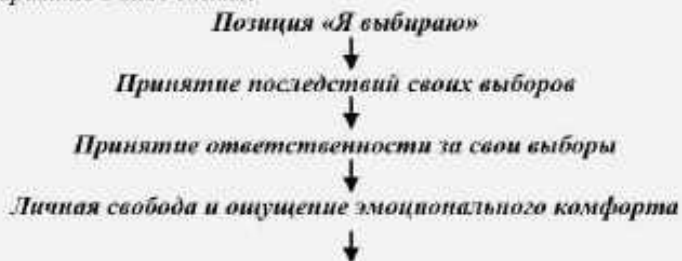 Позиция «Я выбираю»
Принятие последствий своих выборов
Принятие ответственности за свои выборы
Личная свобода и ощущение эмоционального комфорта